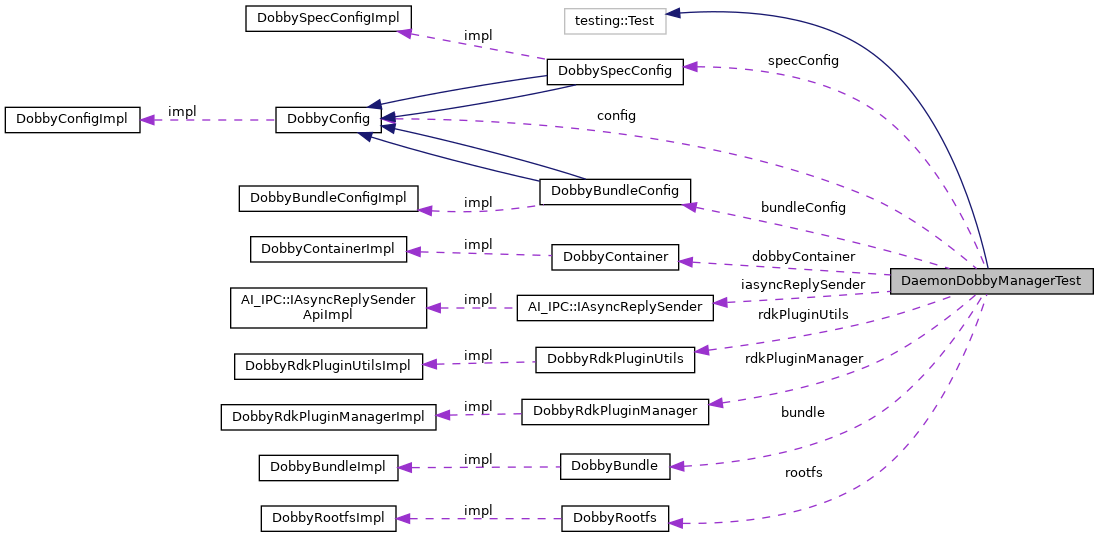 DobbySpecConfigImpl
testing::Test
impl
specConfig
DobbySpecConfig
DobbyConfigImpl
impl
DobbyConfig
config
DobbyBundleConfigImpl
impl
DobbyBundleConfig
bundleConfig
DobbyContainerImpl
impl
DobbyContainer
dobbyContainer
DaemonDobbyManagerTest
AI_IPC::IAsyncReplySender
ApiImpl
impl
AI_IPC::IAsyncReplySender
iasyncReplySender
rdkPluginUtils
DobbyRdkPluginUtilsImpl
impl
DobbyRdkPluginUtils
rdkPluginManager
DobbyRdkPluginManagerImpl
impl
DobbyRdkPluginManager
bundle
DobbyBundleImpl
impl
DobbyBundle
rootfs
DobbyRootfsImpl
impl
DobbyRootfs